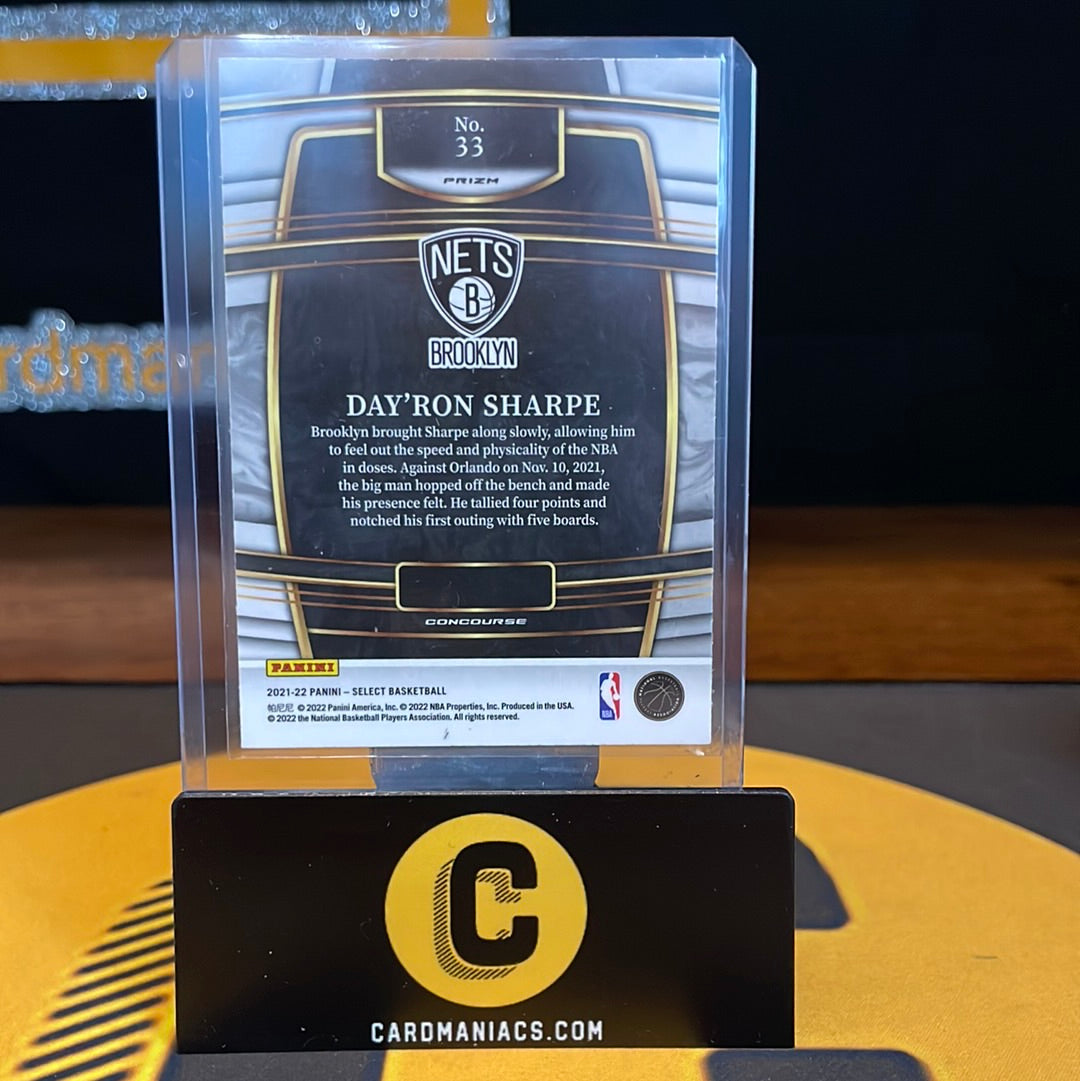 No.
33
PRIZM
NETS
B
BROOKLYN
DAY'RON SHARPE
Brooklyn brought Sharpe along slowly, allowing him
to feel out the speed and physicality of the NBA
in doses. Against Orlando on Nov. 10, 2021,
the big man hopped off the bench and made
his presence felt. He tallied four points and
notched his first outing with five boards.
CONCOURSE
PANINI
2021-22 PANINI – SELECT BASKETBALL
帕尼尼 © 2022 Panini America, Inc. © 2022 NBA Properties, Inc. Produced in the USA.
© 2022 the National Basketball Players Association. All rights reserved.
NBA
rdma
C
CARDMANIACS.COM